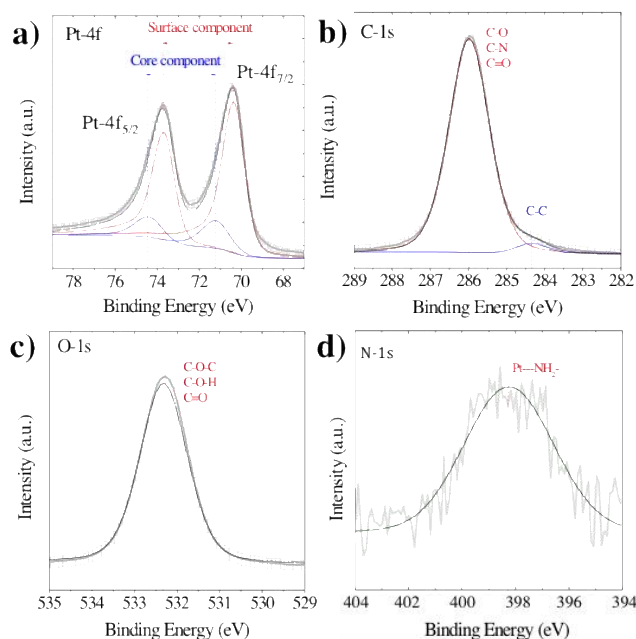 a)
Pt-4f
Surface component
Core component
Pt-4f7/2
Pt-4f5/2
Intensity (a.u.)
78 76 74 72 70 68
Binding Energy (eV)
b)
C-1s
C-O
C-N
C=O
C-C
Intensity (a.u.)
289 288 287 286 285 284 283 282
Binding Energy (eV)
c)
O-1s
C-O-C
C-O-H
C=O
Intensity (a.u.)
535 534 533 532 531 530 529
Binding Energy (eV)
d)
N-1s
Pt---NH2-
Intensity (a.u.)
404 402 400 398 396 394
Binding Energy (eV)